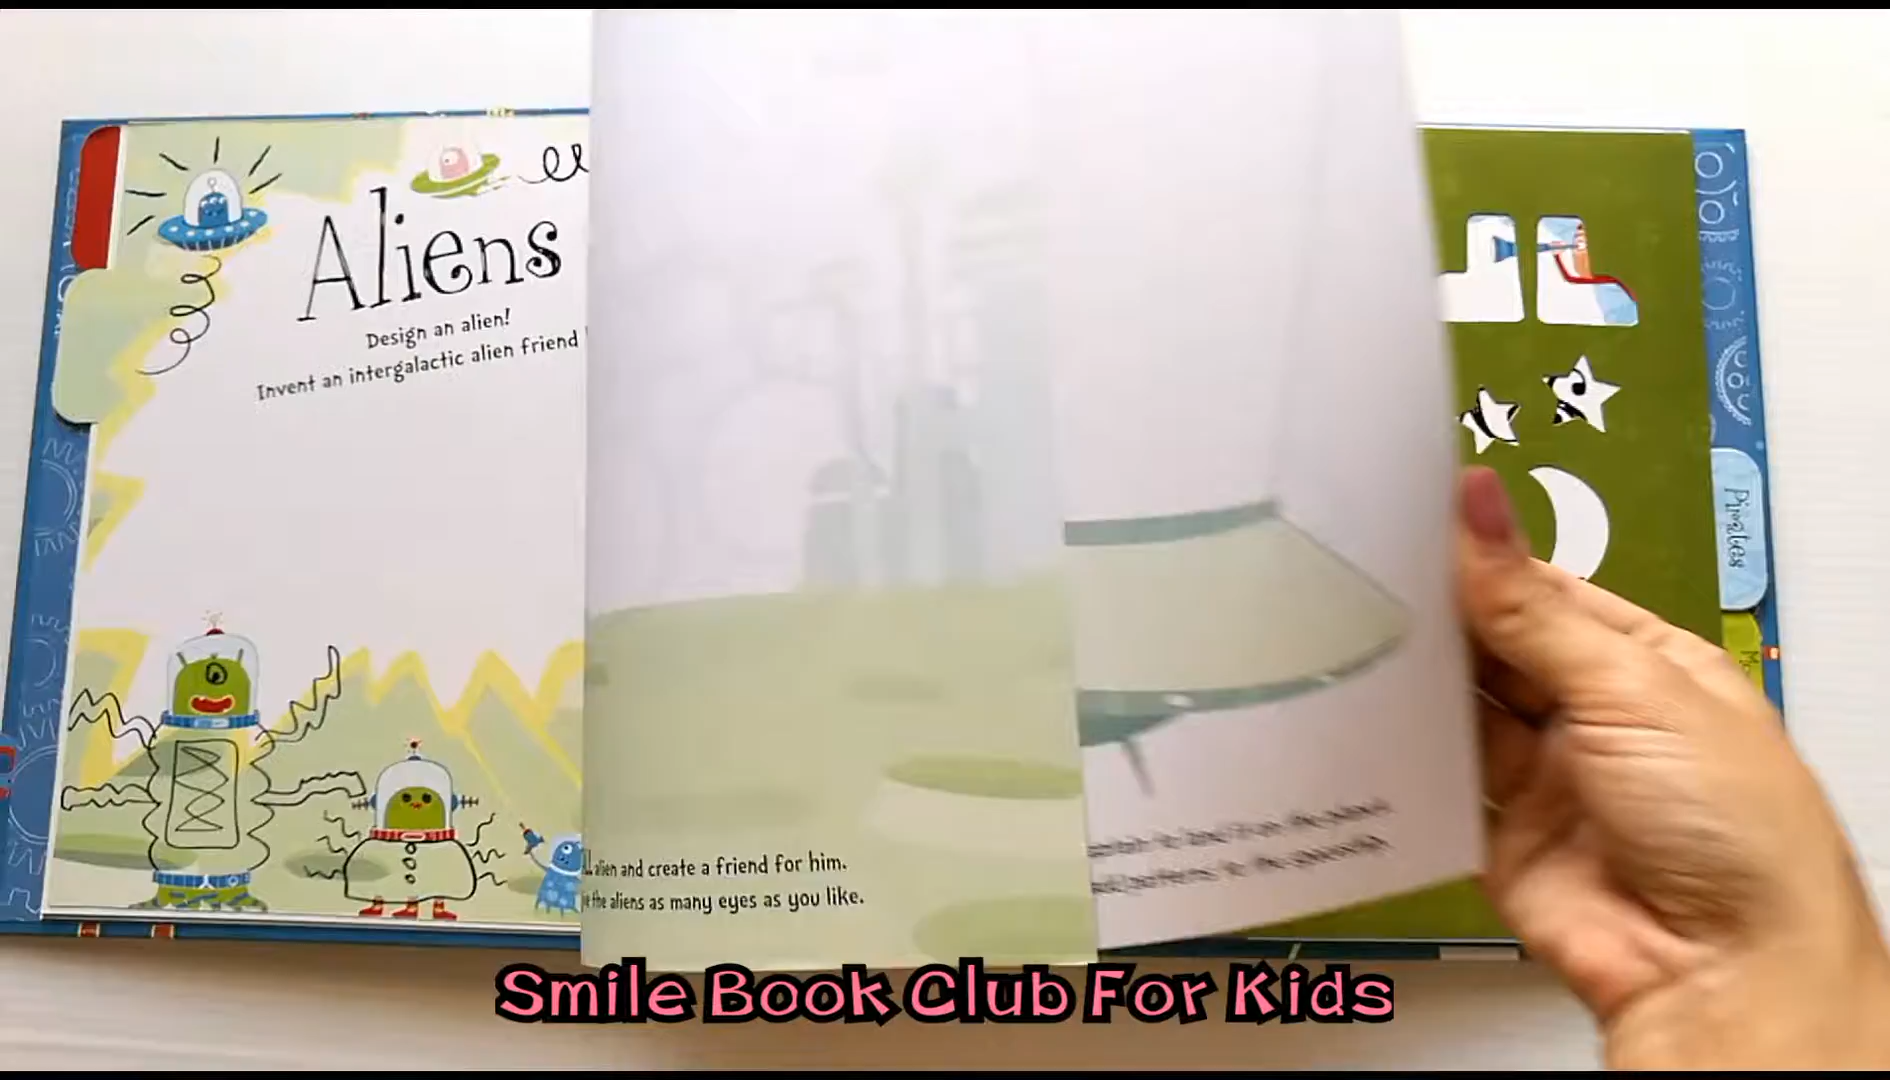 Aliens
Design an alien!
Invent an intergalactic alien friend
alien and create a friend for him.
the aliens as many eyes as you like.
Pirates
Smile Book Club For Kids